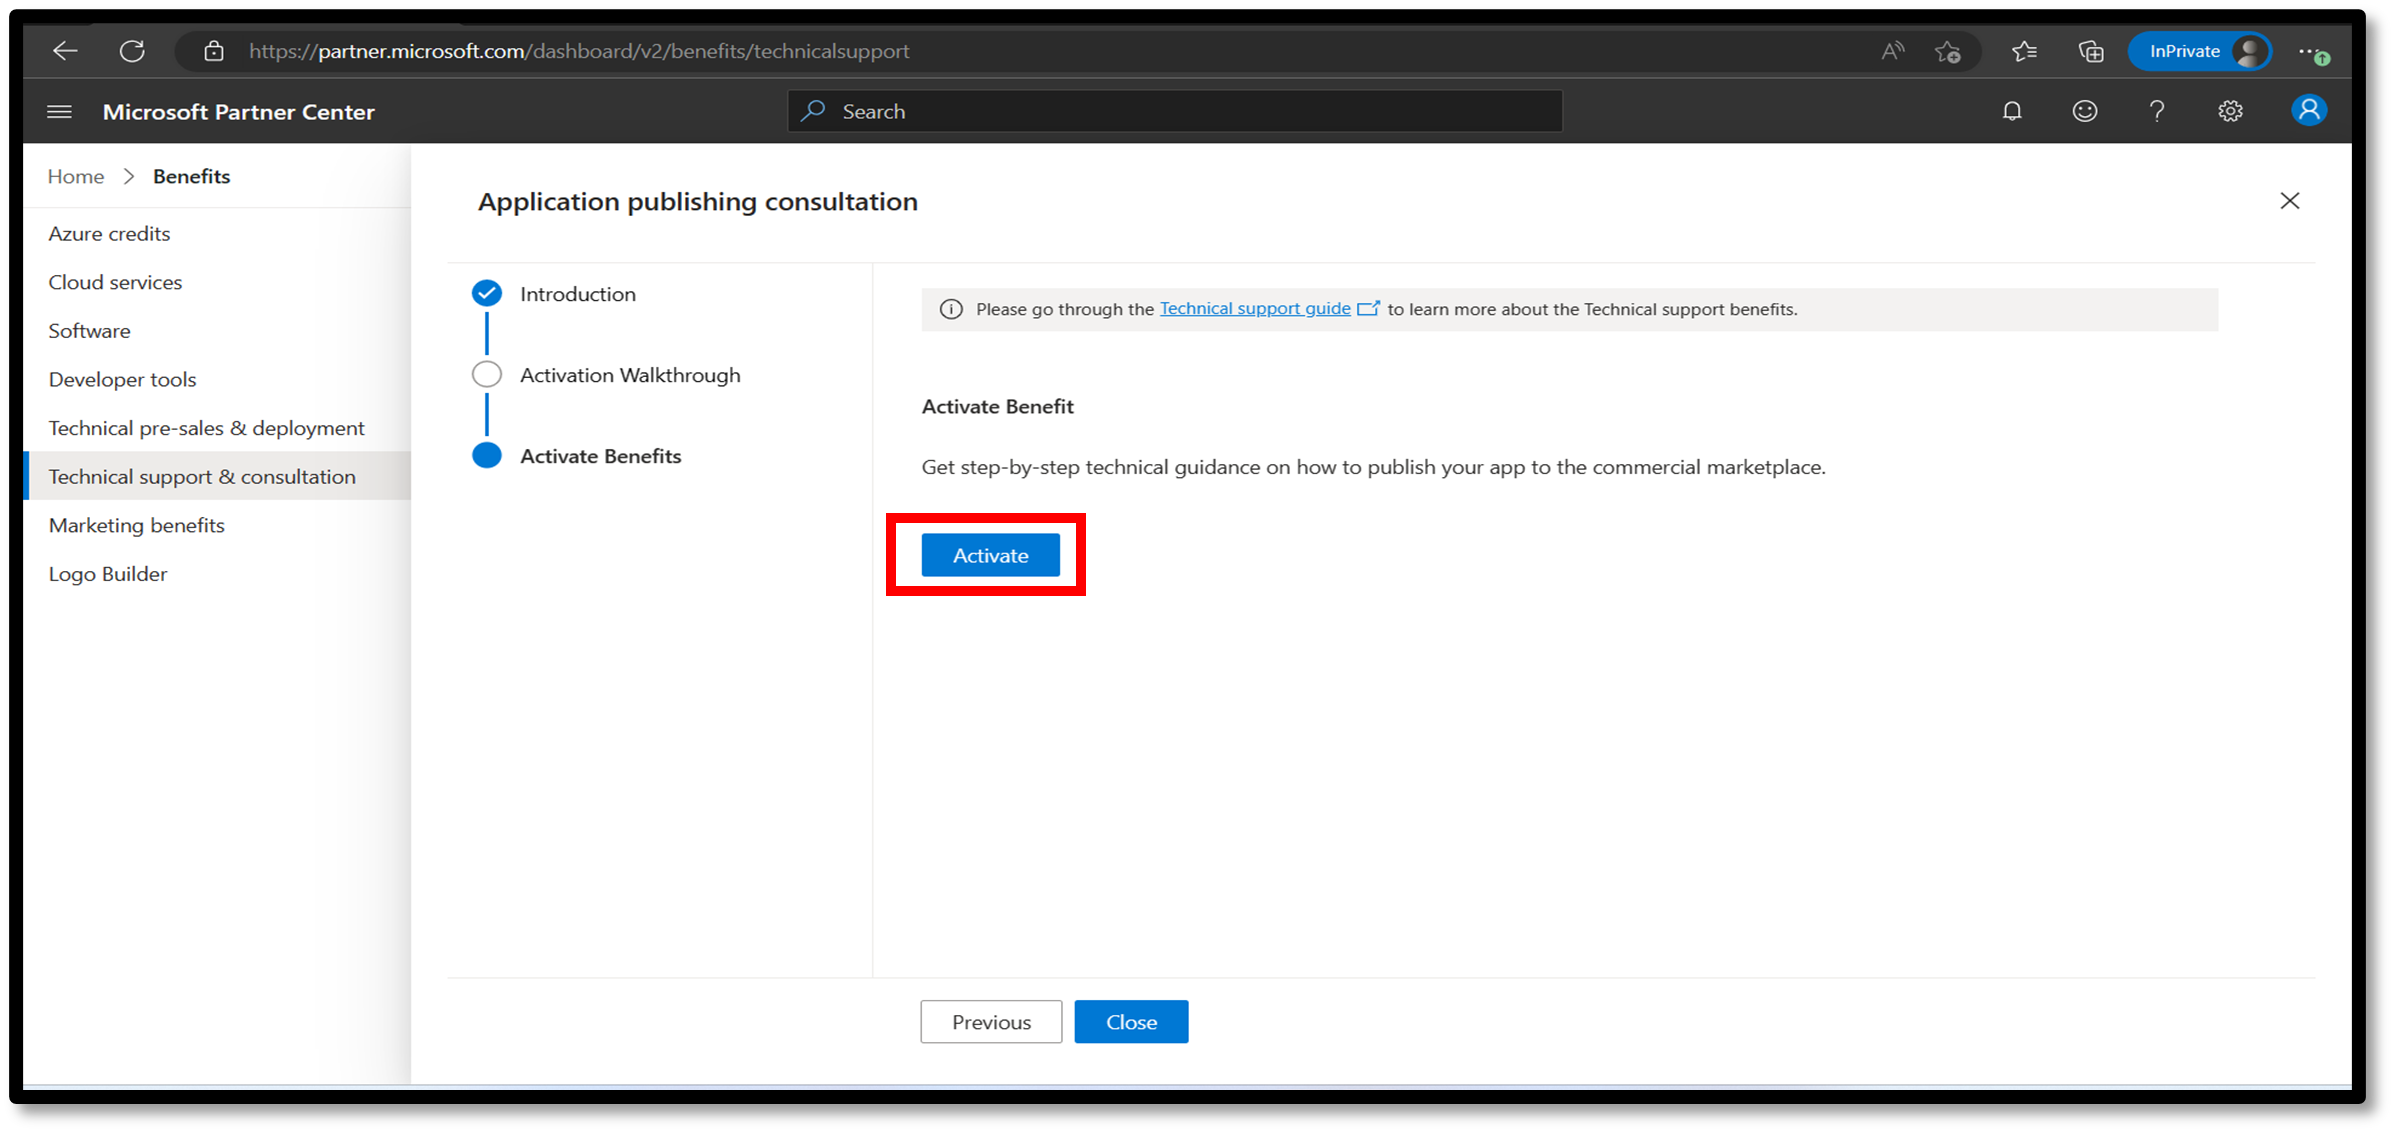 https://partner.microsoft.com/dashboard/v2/benefits/technicalsupport
InPrivate
Microsoft Partner Center
Search
Home > Benefits
Azure credits
Cloud services
Software
Developer tools
Technical pre-sales & deployment
Technical support & consultation
Marketing benefits
Logo Builder
Application publishing consultation
Introduction
Activation Walkthrough
Activate Benefits
Please go through the Technical support guide to learn more about the Technical support benefits.
Activate Benefit
Get step-by-step technical guidance on how to publish your app to the commercial marketplace.
Activate
Previous
Close